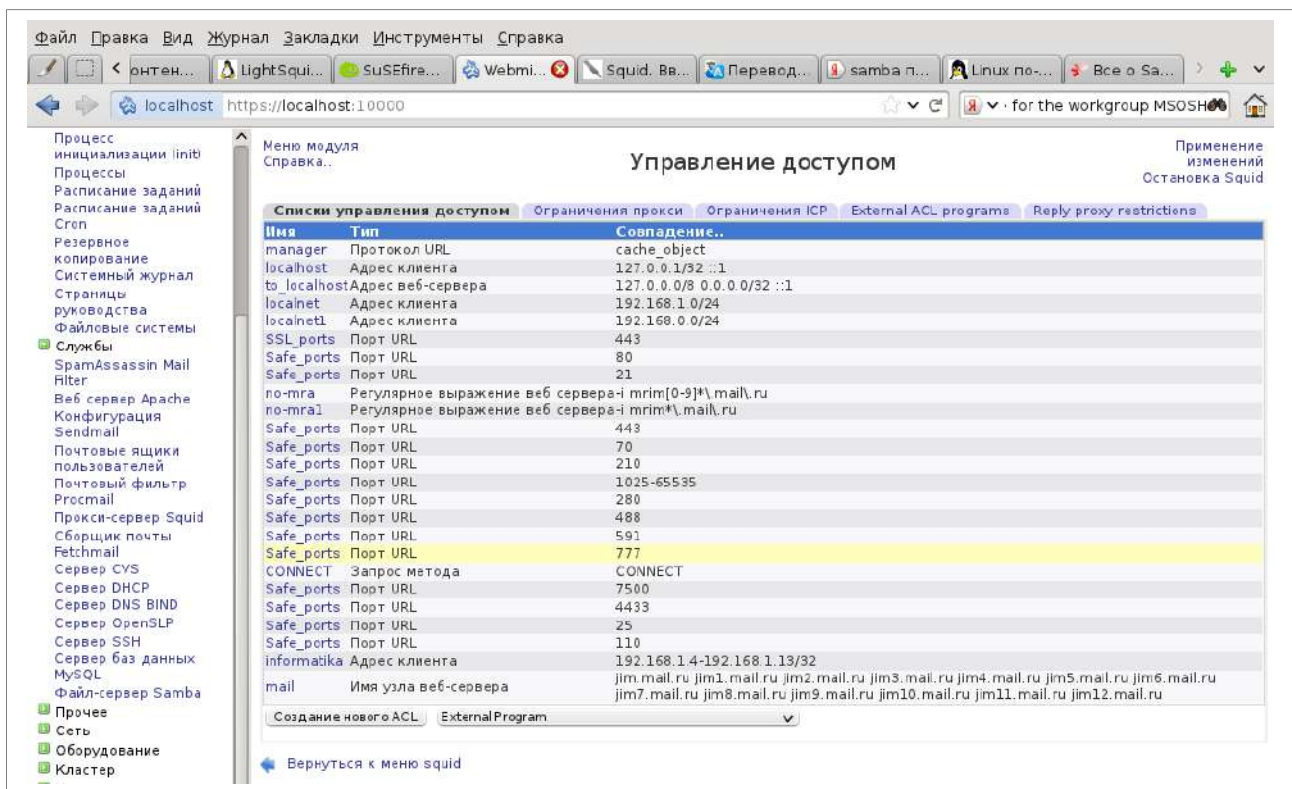 Файл Правка Вид Журнал Закладки Инструменты Справка
онтен... LightSqui... SuSEfire... Webmi... Squid. Вв... Перевод... samba п... Linux по-... Все о Sa...
localhost https://localhost:10000 for the workgroup MSOSH
Процесс
инициализации (init)
Процессы
Расписание заданий
Расписание заданий
Cron
Резервное
копирование
Системный журнал
Страницы
руководства
Файловые системы
Службы
SpamAssassin Mail
Filter
Веб сервер Apache
Конфигурация
Sendmail
Почтовые ящики
пользователей
Почтовый фильтр
Procmail
Прокси-сервер Squid
Сборщик почты
Fetchmail
Сервер CVS
Сервер DHCP
Сервер DNS BIND
Сервер OpenSLP
Сервер SSH
Сервер баз данных
MySQL
Файл-сервер Samba
Прочее
Сеть
Оборудование
Кластер
Меню модуля
Справка..
Управление доступом
Применение
изменений
Остановка Squid
Списки управления доступом Ограничения прокси Ограничения ICP External ACL programs Reply proxy restrictions
Имя Тип Совпадение..
manager Протокол URL cache_object
localhost Адрес клиента 127.0.0.1/32 ::1
to_localhost Адрес веб-сервера 127.0.0.0/8 0.0.0.0/32 ::1
localnet Адрес клиента 192.168.1.0/24
localnet1 Адрес клиента 192.168.0.0/24
SSL_ports Порт URL 443
Safe_ports Порт URL 80
Safe_ports Порт URL 21
no-mra Регулярное выражение веб сервера -i mrim[0-9]*\.mail\.ru
no-mra1 Регулярное выражение веб сервера -i mrim*\.mail\.ru
Safe_ports Порт URL 443
Safe_ports Порт URL 70
Safe_ports Порт URL 210
Safe_ports Порт URL 1025-65535
Safe_ports Порт URL 280
Safe_ports Порт URL 488
Safe_ports Порт URL 591
Safe_ports Порт URL 777
CONNECT Запрос метода CONNECT
Safe_ports Порт URL 7500
Safe_ports Порт URL 4433
Safe_ports Порт URL 25
Safe_ports Порт URL 110
informatika Адрес клиента 192.168.1.4-192.168.1.13/32
mail Имя узла веб-сервера jim.mail.ru jim1.mail.ru jim2.mail.ru jim3.mail.ru jim4.mail.ru jim5.mail.ru jim6.mail.ru
jim7.mail.ru jim8.mail.ru jim9.mail.ru jim10.mail.ru jim11.mail.ru jim12.mail.ru
Создание нового ACL External Program
Вернуться к меню squid